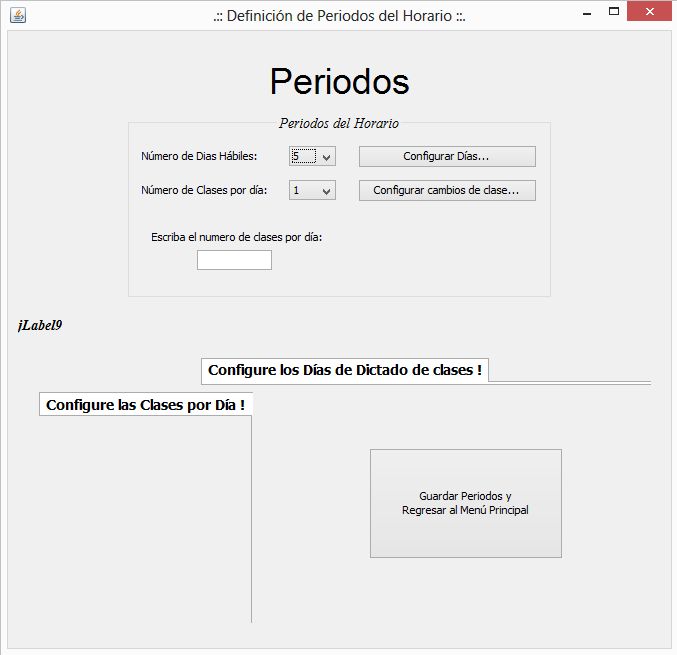 .:: Definición de Periodos del Horario ::.
Periodos
Periodos del Horario
Número de Dias Hábiles:
5
Configurar Días...
Número de Clases por día:
1
Configurar cambios de clase...
Escriba el numero de clases por día:
jLabel9
Configure los Días de Dictado de clases !
Configure las Clases por Día !
Guardar Periodos y
Regresar al Menú Principal